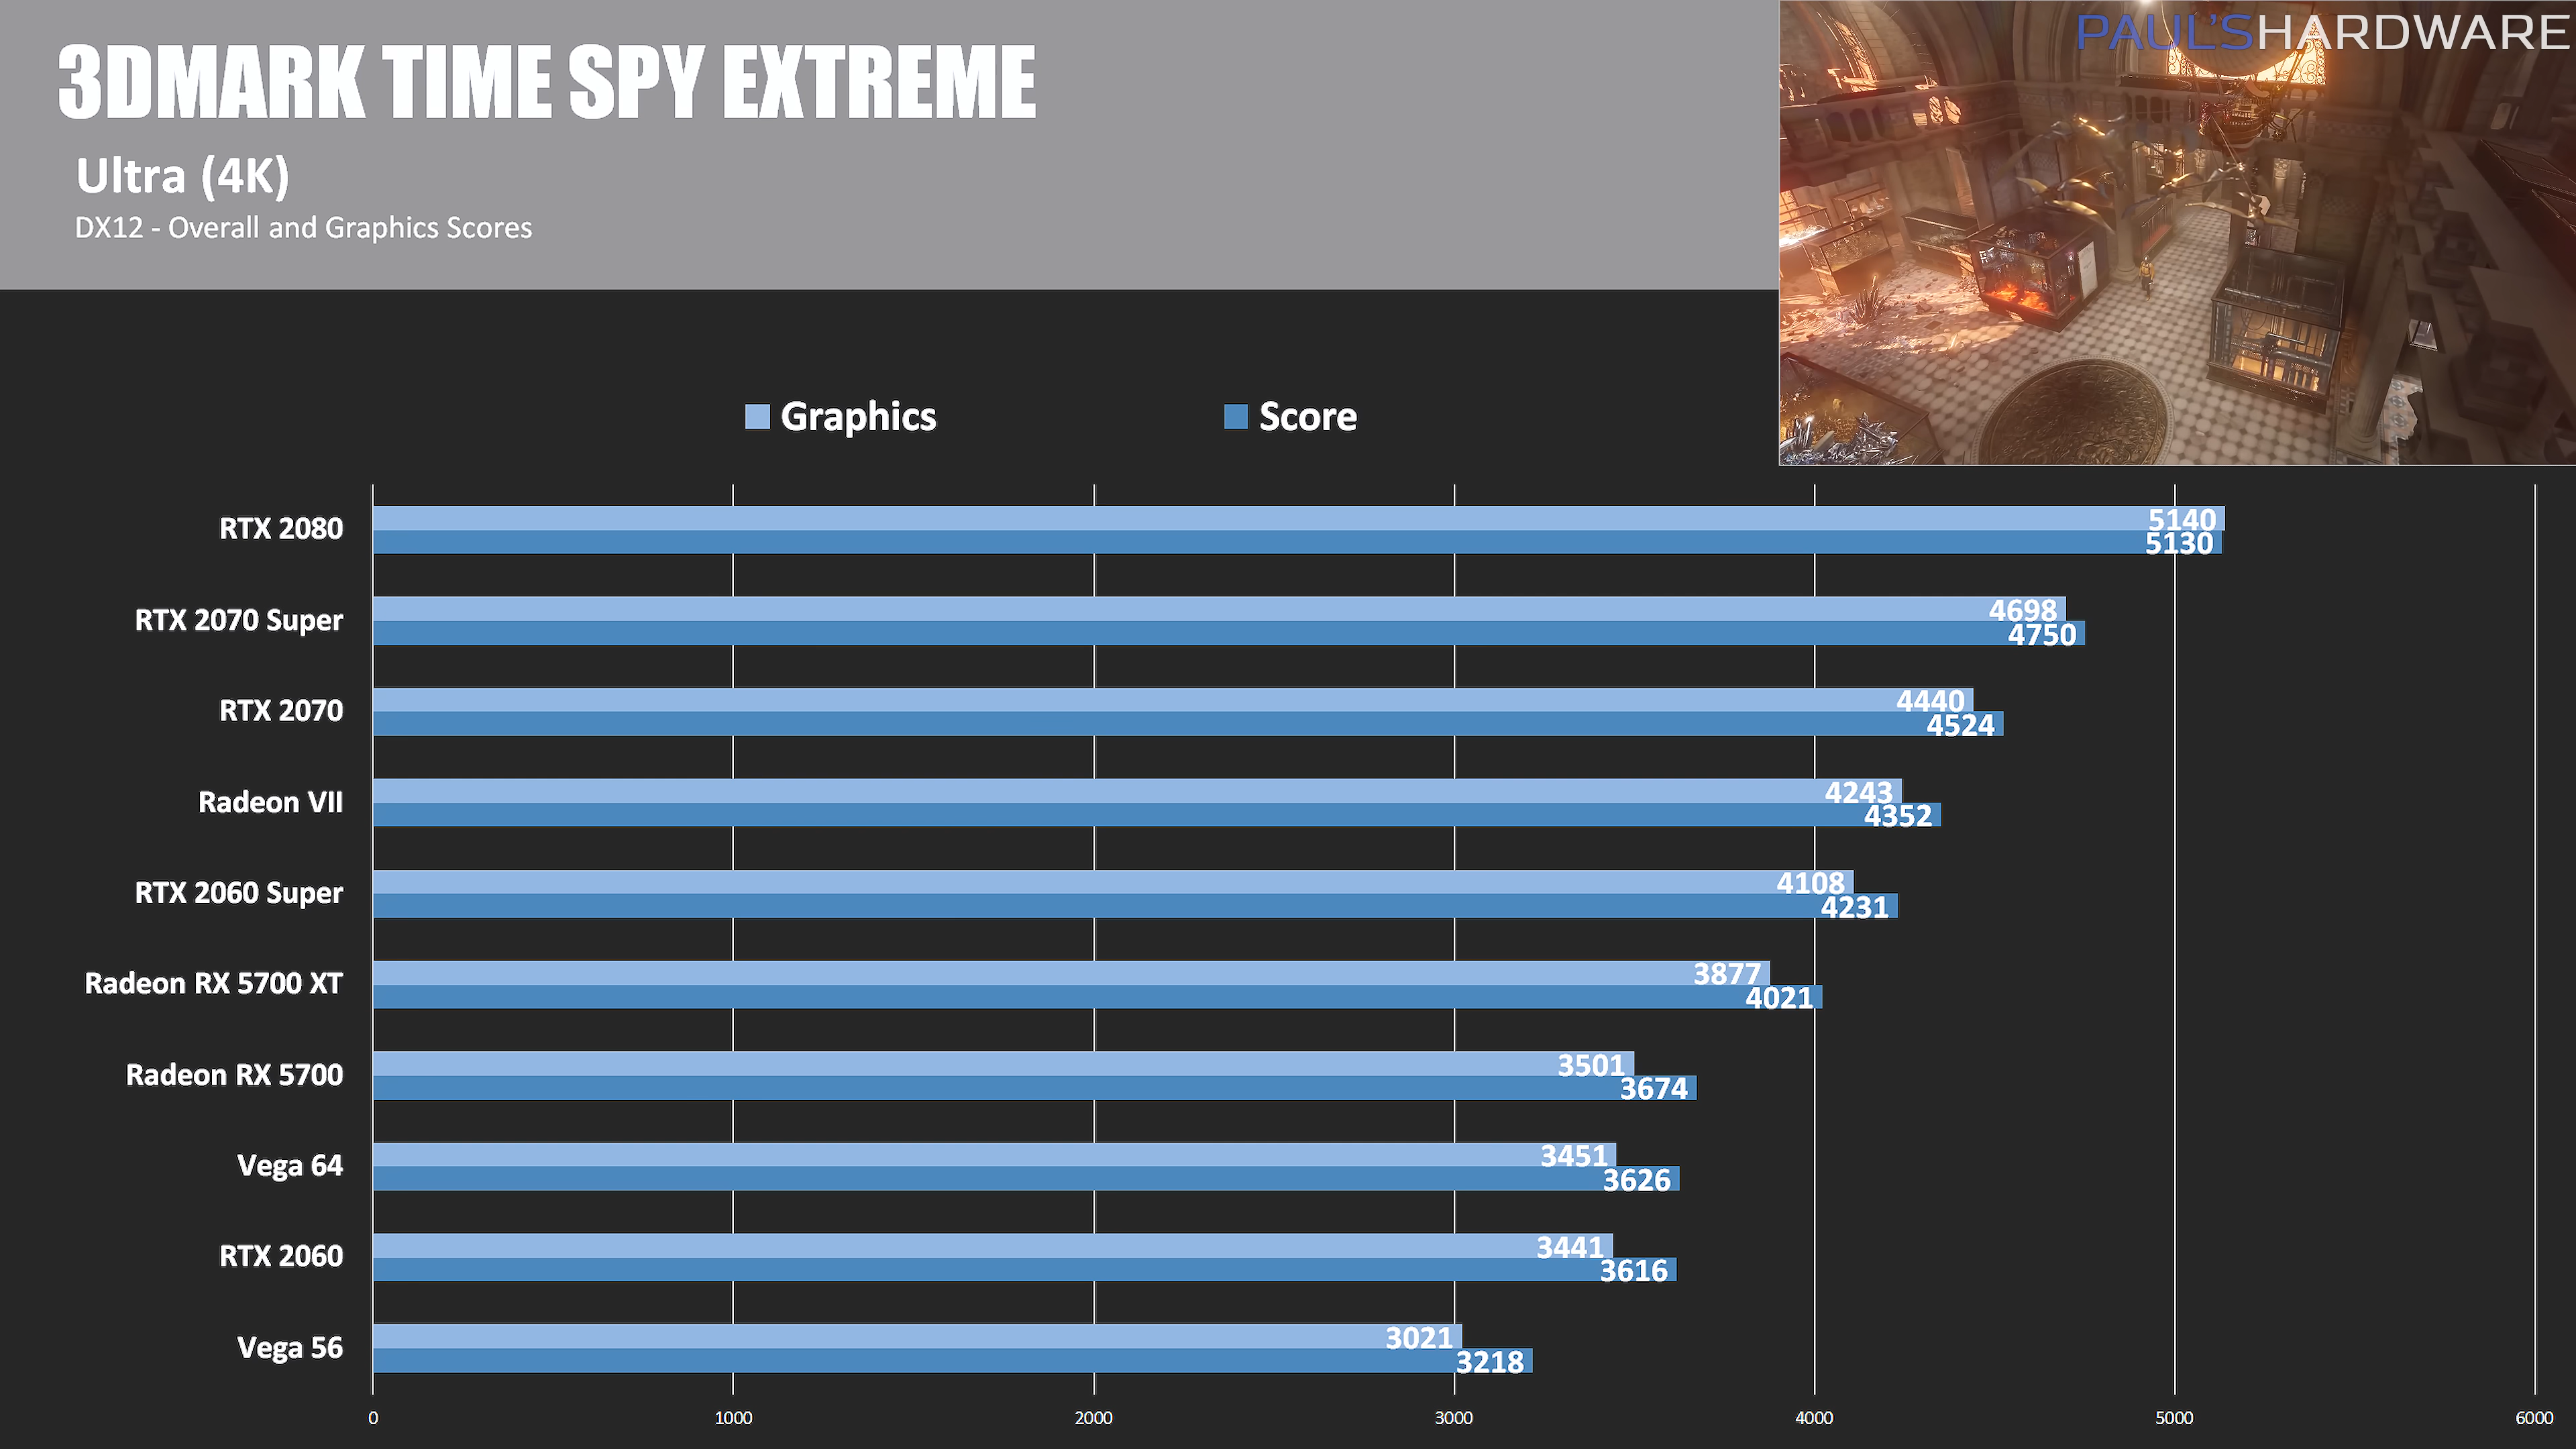 3DMARK TIME SPY EXTREME
PAUL'SHARDWARE
Ultra (4K)
DX12 - Overall and Graphics Scores
Graphics
Score
RTX 2080
5140
5130
RTX 2070 Super
4698
4750
RTX 2070
4440
4524
Radeon VII
4243
4352
RTX 2060 Super
4108
4231
Radeon RX 5700 XT
3877
4021
Radeon RX 5700
3501
3674
Vega 64
3451
3626
RTX 2060
3441
3616
Vega 56
3021
3218
0 1000 2000 3000 4000 5000 6000